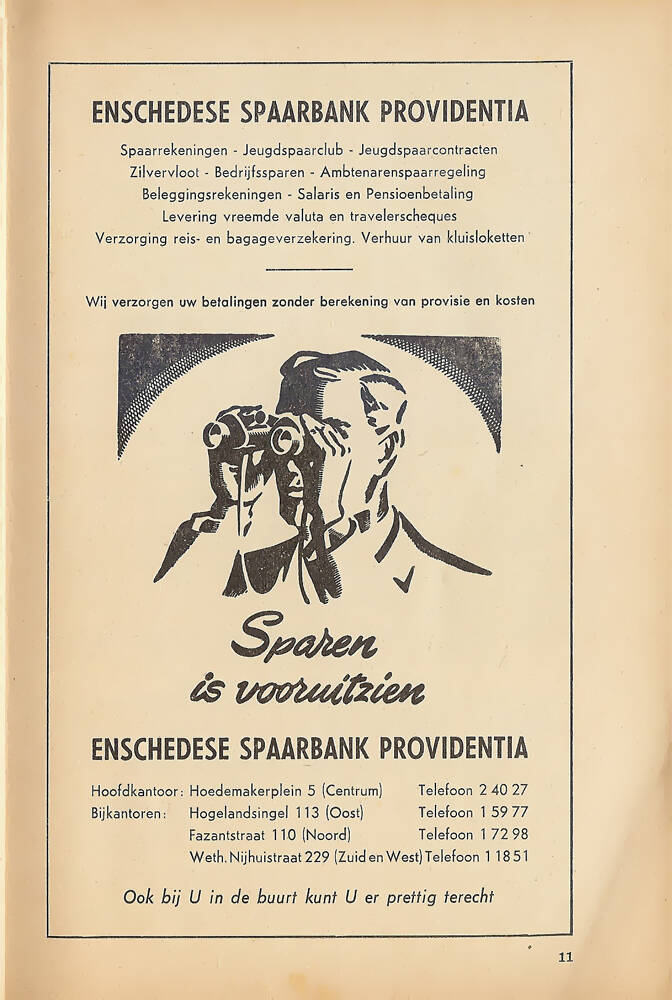 ENSCHEDESE SPAARBANK PROVIDENTIA
Spaarrekeningen - Jeugdspaarclub - Jeugdspaarcontracten
Zilvervloot - Bedrijfssparen - Ambtenarenspaarregeling
Beleggingsrekeningen - Salaris en Pensioenbetaling
Levering vreemde valuta en travelerscheques
Verzorging reis- en bagageverzekering. Verhuur van kluisloketten
Wij verzorgen uw betalingen zonder berekening van provisie en kosten
Sparen
is vooruitzien
ENSCHEDESE SPAARBANK PROVIDENTIA
Hoofdkantoor: Hoedemakerplein 5 (Centrum) Telefoon 2 40 27
Bijkantoren: Hogelandsingel 113 (Oost) Telefoon 1 59 77
Fazantstraat 110 (Noord) Telefoon 1 72 98
Weth. Nijhuistraat 229 (Zuid en West) Telefoon 1 18 51
Ook bij U in de buurt kunt U er prettig terecht
11